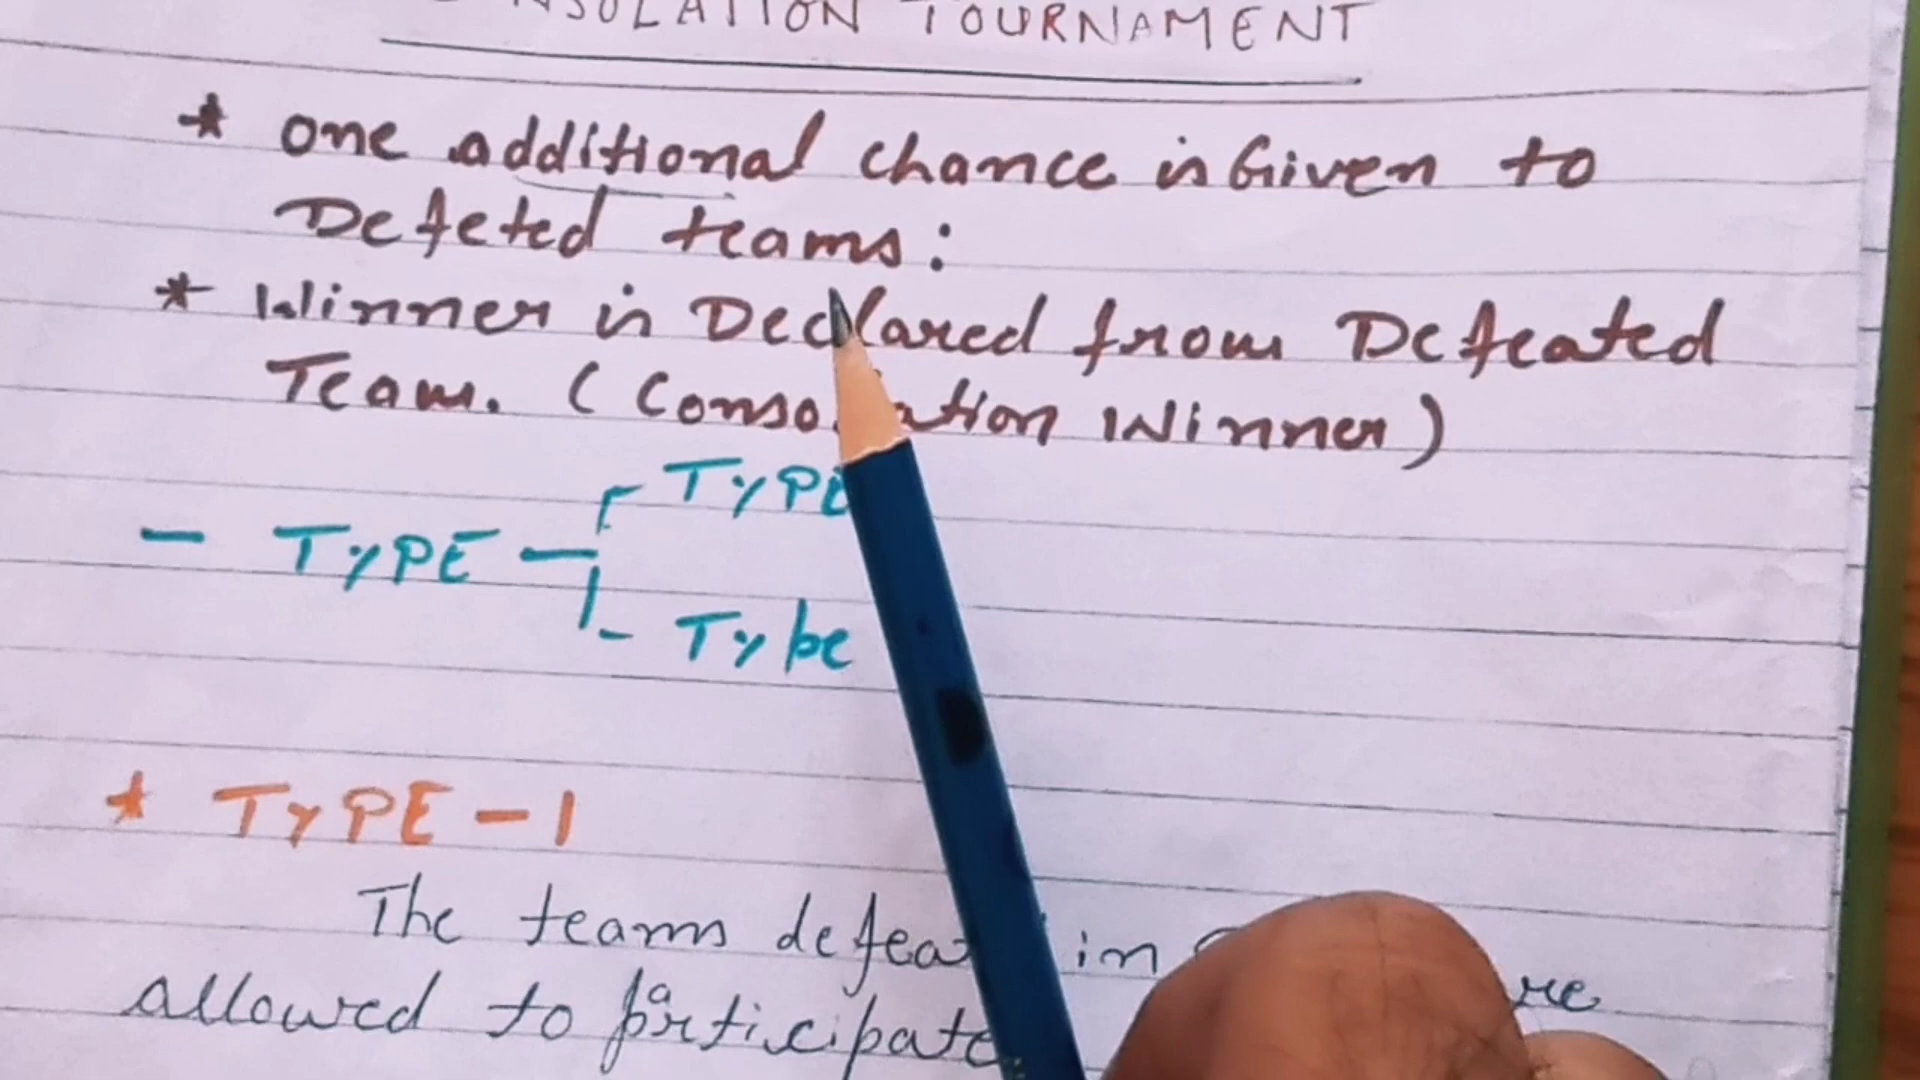 TOURNAMENT
* one additional chance is Given to
Defeted teams:
* Winner is Declared from Defeated
Team. (Conso ation Winner)
TYPE
- TYPE
Type
* TYPE-1
The teams in
allowed to participate